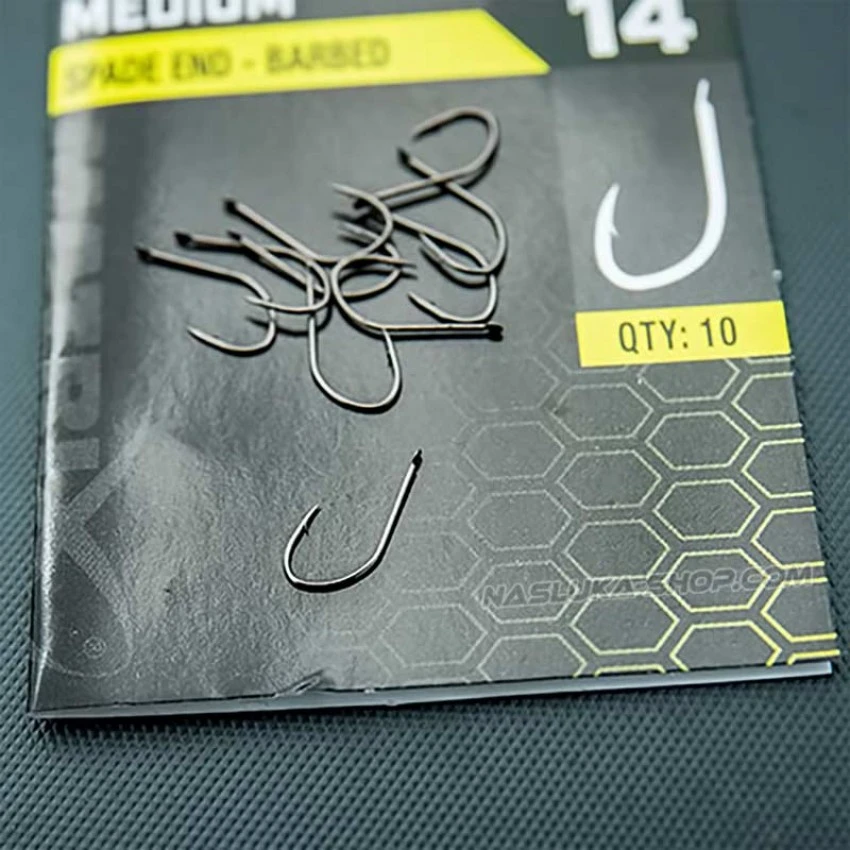 MEDIUM
14
SPADE END - BARBED
QTY: 10
NASLUKA-SHOP.COM